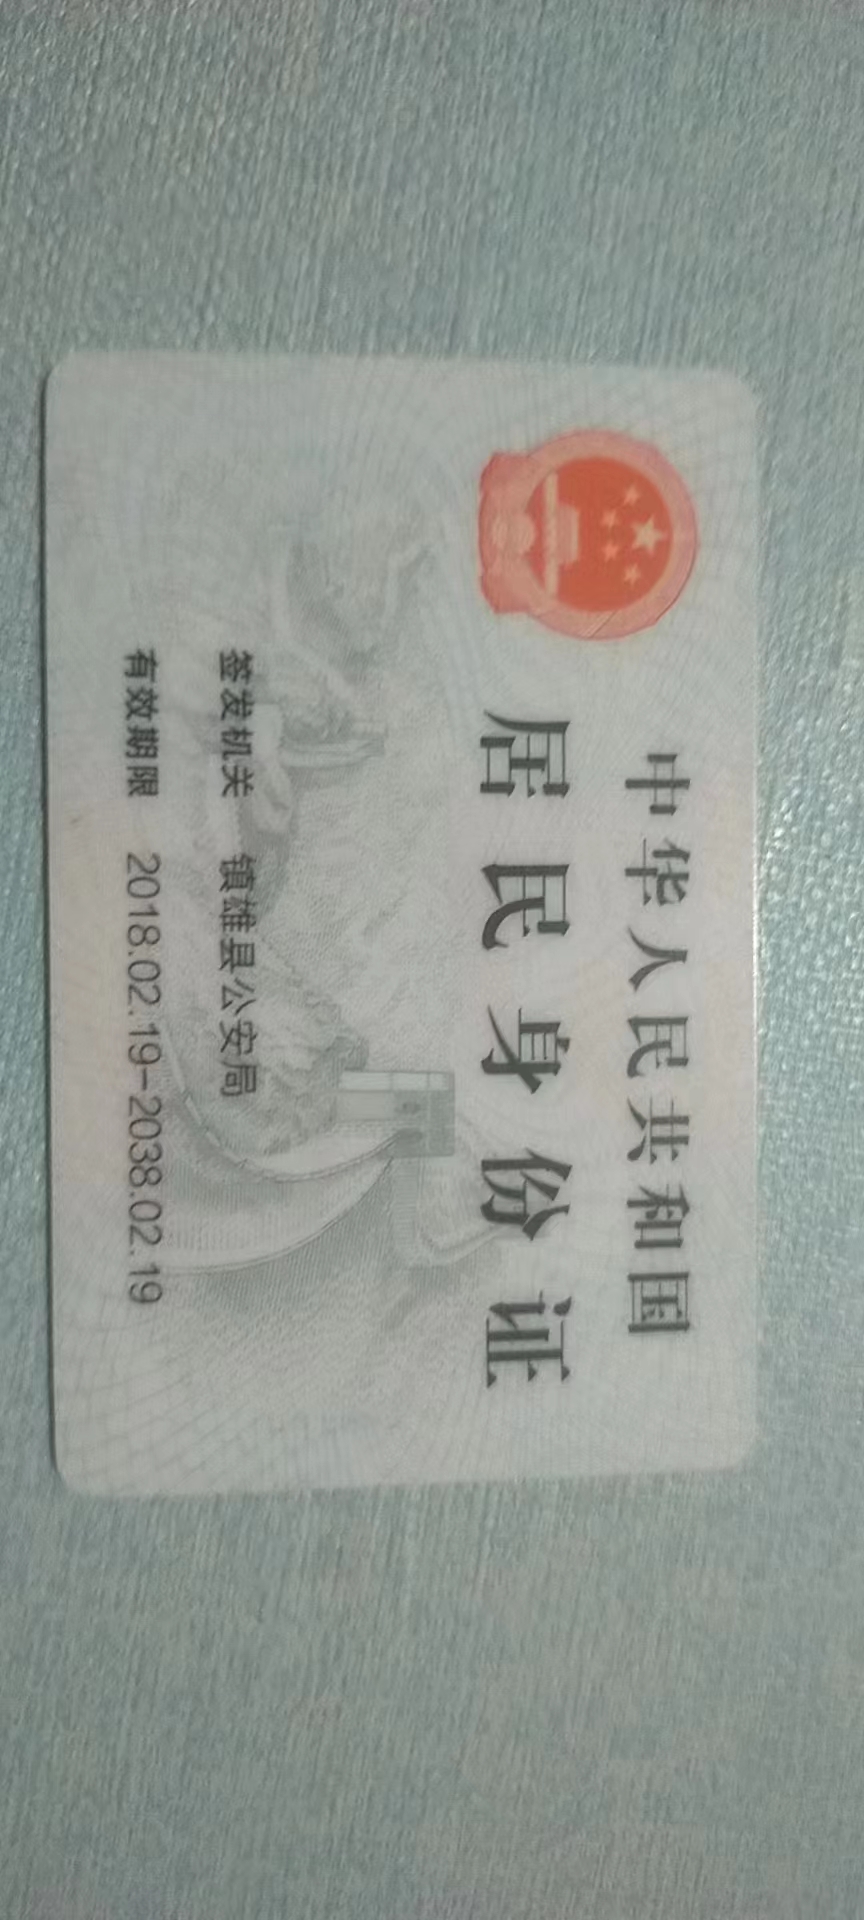 中华人民共和国
居民身份证
签发机关 镇雄县公安局
有效期限 2018.02.19-2038.02.19